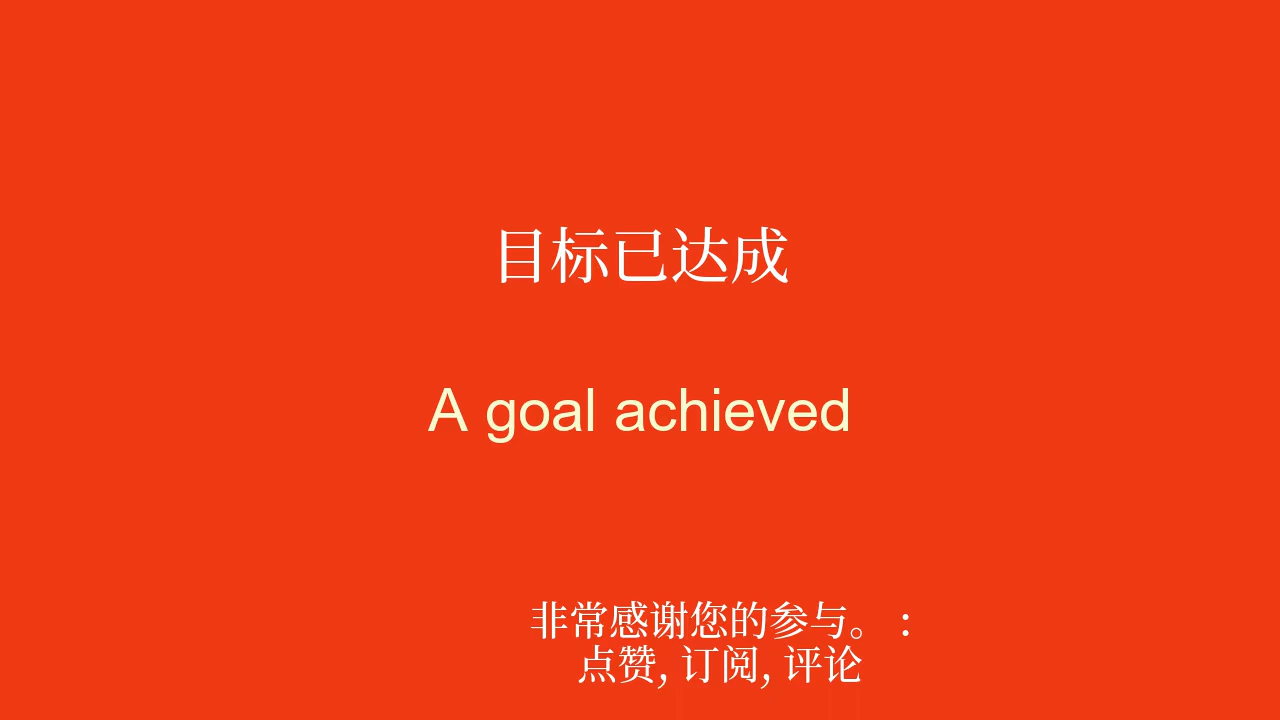 目标已达成
A goal achieved
非常感谢您的参与。 :
点赞, 订阅, 评论